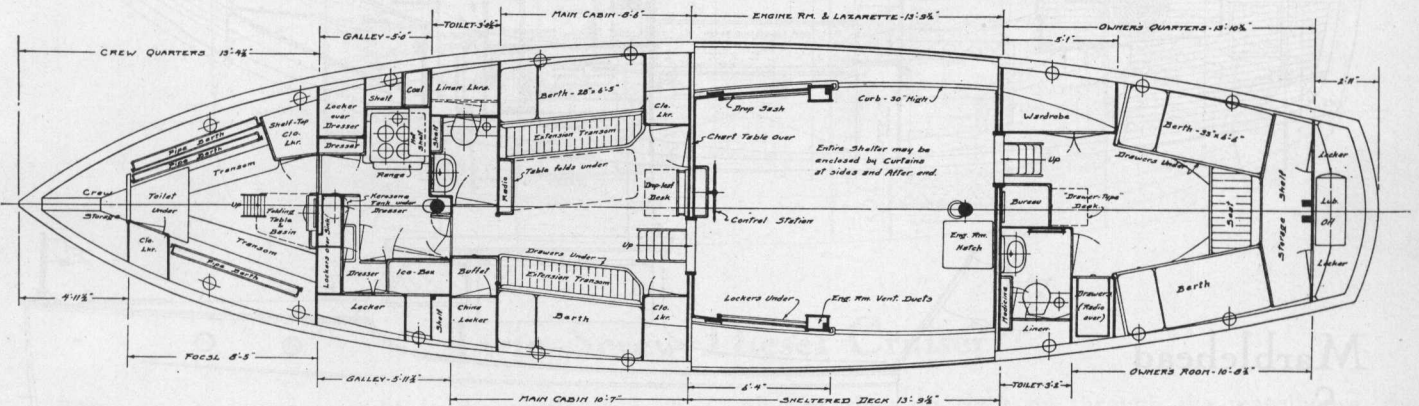 CREW QUARTERS 13'-4½"
GALLEY-5'-0"
TOILET-3'-0½"
MAIN CABIN-8'-6"
ENGINE RM. & LAZARETTE-13'-9½"
OWNER'S QUARTERS-13'-10¾"
5'-1"
2'-11"
Locker
over
Dresser
Dresser
Shelf
Coal
Linen Lkrs.
Berth-28" x 6'-5"
Clo.
Lkr.
Drop Sash
Curb-30" High
Wardrobe
Berth-33" x 6'-6"
Drawers Under
Locker
Shelf-Top
Clo.
Lkr.
Pipe Berth
Pipe Berth
Transom
Range
Shelf
Extension Transom
Radio
Table folds under
Drop-leaf
Desk
Chart Table Over
Entire Shelter may be
enclosed by Curtains
at sides and After end.
Control Station
Up
Bureau
"Drawer-Type"
Desk
Seat
Storage Shelf
Lub.
Oil
Crew
Storage
Toilet
Under
Up
Folding
Table
& Basin
Kerosene
Tank under
Dresser
Lockers over Sink
Up
Eng. Rm.
Hatch
Clo.
Lkr.
Transom
Pipe Berth
Dresser
Ice-Box
Buffet
Drawers Under
Extension Transom
Locker
Shelf
China
Locker
Berth
Clo.
Lkr.
Lockers Under
Eng. Rm. Vent. Ducts
Medicine
Linen
Drawers
(Radio
over)
Berth
Locker
4'-11½"
FOCSL 8'-5"
GALLEY-5'-11½"
MAIN CABIN 10'-7"
6'-4"
SHELTERED DECK 13'-9½"
TOILET-3'-2"
OWNER'S ROOM-10'-8½"
Marblehead